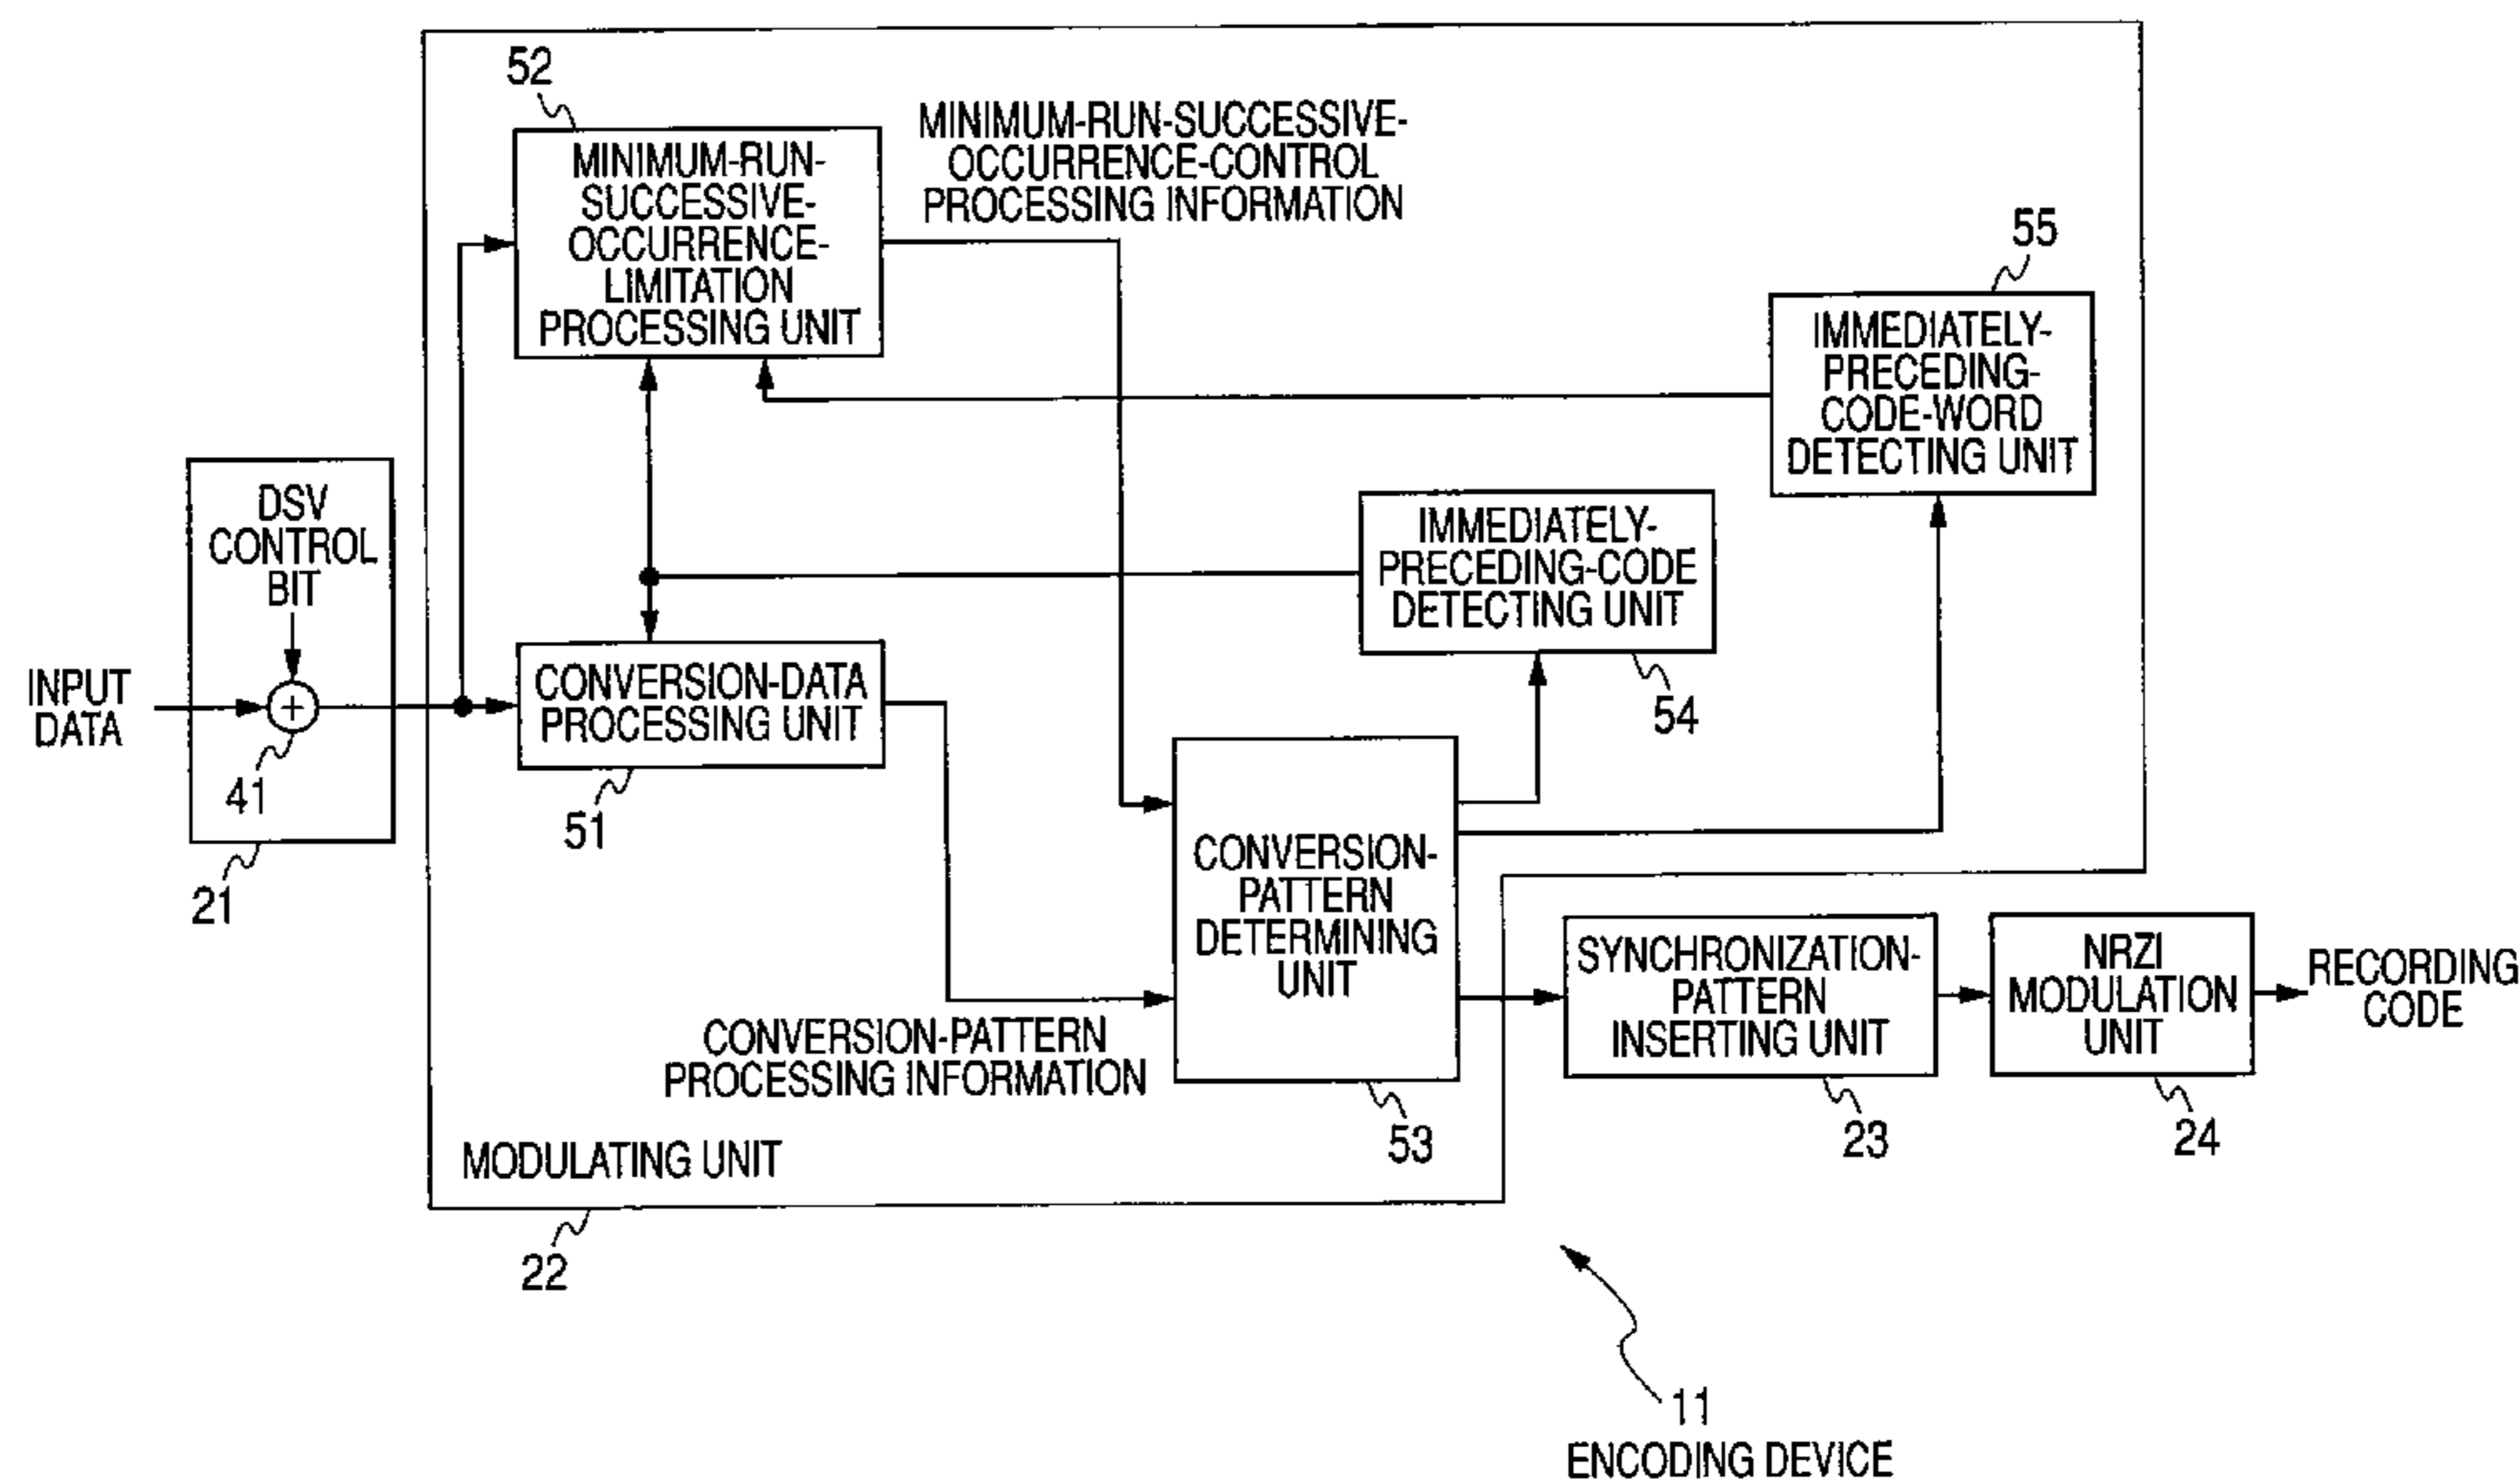 52
MINIMUM-RUN-
SUCCESSIVE-
OCCURRENCE-
LIMITATION
PROCESSING UNIT
MINIMUM-RUN-SUCCESSIVE-
OCCURRENCE-CONTROL
PROCESSING INFORMATION
55
IMMEDIATELY-
PRECEDING-
CODE-WORD
DETECTING UNIT
DSV
CONTROL
BIT
IMMEDIATELY-
PRECEDING-CODE
DETECTING UNIT
54
INPUT
DATA
+
41
21
CONVERSION-DATA
PROCESSING UNIT
51
CONVERSION-
PATTERN
DETERMINING
UNIT
53
CONVERSION-PATTERN
PROCESSING INFORMATION
SYNCHRONIZATION-
PATTERN
INSERTING UNIT
23
NRZI
MODULATION
UNIT
24
RECORDING
CODE
MODULATING UNIT
22
11
ENCODING DEVICE